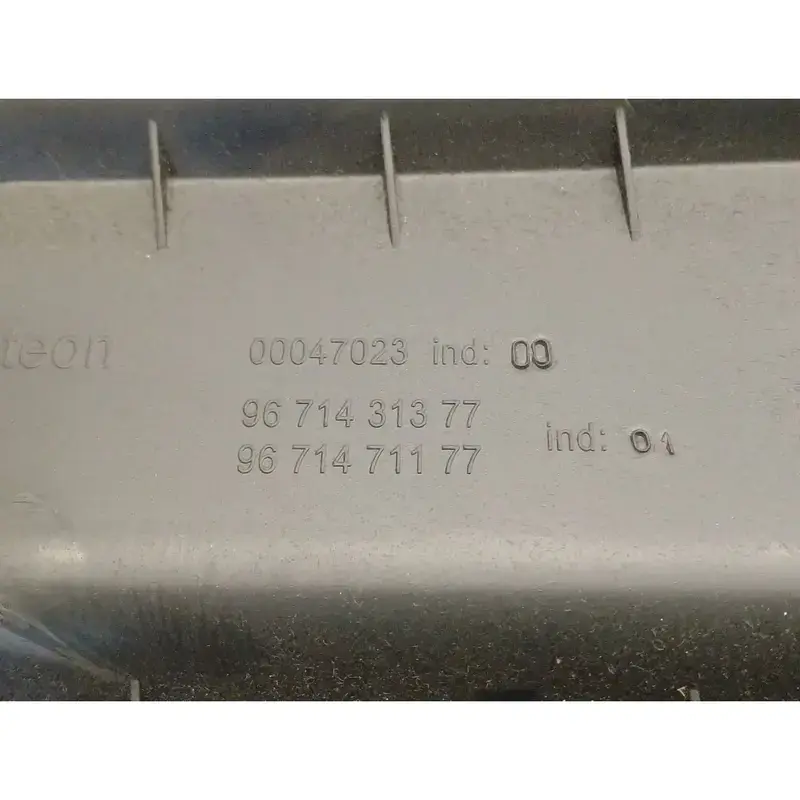 teon 00047023 ind: 00
96 714 313 77
96 714 711 77
ind: 01